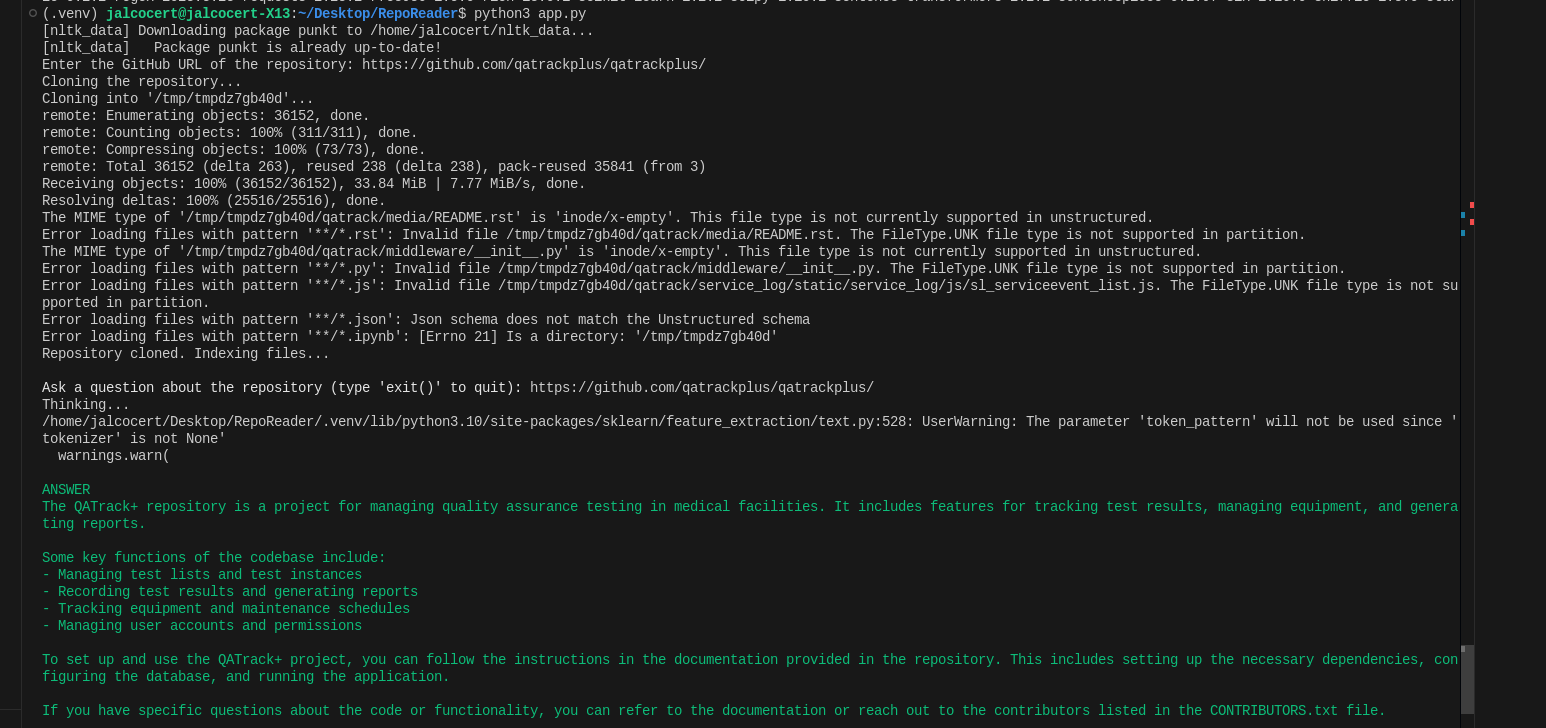 (.venv) jalcocert@jalcocert-X13:~/Desktop/RepoReader$ python3 app.py
[nltk_data] Downloading package punkt to /home/jalcocert/nltk_data...
[nltk_data]   Package punkt is already up-to-date!
Enter the GitHub URL of the repository: https://github.com/qatrackplus/qatrackplus/
Cloning the repository...
Cloning into '/tmp/tmpdz7gb40d'...
remote: Enumerating objects: 36152, done.
remote: Counting objects: 100% (311/311), done.
remote: Compressing objects: 100% (73/73), done.
remote: Total 36152 (delta 263), reused 238 (delta 238), pack-reused 35841 (from 3)
Receiving objects: 100% (36152/36152), 33.84 MiB | 7.77 MiB/s, done.
Resolving deltas: 100% (25516/25516), done.
The MIME type of '/tmp/tmpdz7gb40d/qatrack/media/README.rst' is 'inode/x-empty'. This file type is not currently supported in unstructured.
Error loading files with pattern '**/*.rst': Invalid file /tmp/tmpdz7gb40d/qatrack/media/README.rst. The FileType.UNK file type is not supported in partition.
The MIME type of '/tmp/tmpdz7gb40d/qatrack/middleware/__init__.py' is 'inode/x-empty'. This file type is not currently supported in unstructured.
Error loading files with pattern '**/*.py': Invalid file /tmp/tmpdz7gb40d/qatrack/middleware/__init__.py. The FileType.UNK file type is not supported in partition.
Error loading files with pattern '**/*.js': Invalid file /tmp/tmpdz7gb40d/qatrack/service_log/static/service_log/js/sl_serviceevent_list.js. The FileType.UNK file type is not su
pported in partition.
Error loading files with pattern '**/*.json': Json schema does not match the Unstructured schema
Error loading files with pattern '**/*.ipynb': [Errno 21] Is a directory: '/tmp/tmpdz7gb40d'
Repository cloned. Indexing files...
Ask a question about the repository (type 'exit()' to quit): https://github.com/qatrackplus/qatrackplus/
Thinking...
/home/jalcocert/Desktop/RepoReader/.venv/lib/python3.10/site-packages/sklearn/feature_extraction/text.py:528: UserWarning: The parameter 'token_pattern' will not be used since '
tokenizer' is not None'
  warnings.warn(
ANSWER
The QATrack+ repository is a project for managing quality assurance testing in medical facilities. It includes features for tracking test results, managing equipment, and genera
ting reports.
Some key functions of the codebase include:
- Managing test lists and test instances
- Recording test results and generating reports
- Tracking equipment and maintenance schedules
- Managing user accounts and permissions
To set up and use the QATrack+ project, you can follow the instructions in the documentation provided in the repository. This includes setting up the necessary dependencies, con
figuring the database, and running the application.
If you have specific questions about the code or functionality, you can refer to the documentation or reach out to the contributors listed in the CONTRIBUTORS.txt file.